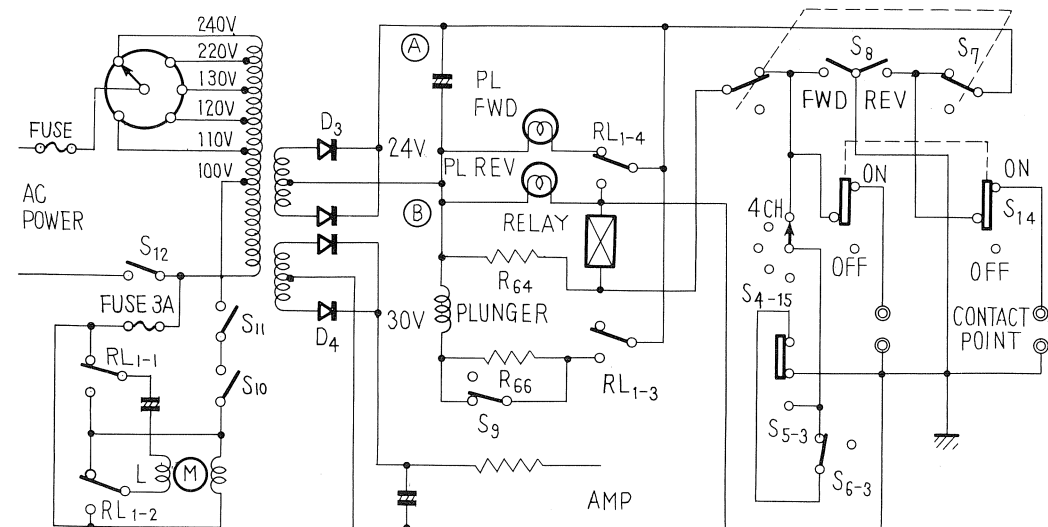 240V
220V
130V
120V
110V
100V
FUSE
AC
POWER
S12
FUSE 3A
S11
S10
RL1-1
L
M
RL1-2
D3
D4
24V
30V
A
B
PL
FWD
PL REV
RL1-4
RELAY
R64
PLUNGER
R66
S9
RL1-3
AMP
S8
S7
FWD
REV
ON
OFF
ON
S14
OFF
4CH
S4-15
S5-3
S6-3
CONTACT
POINT